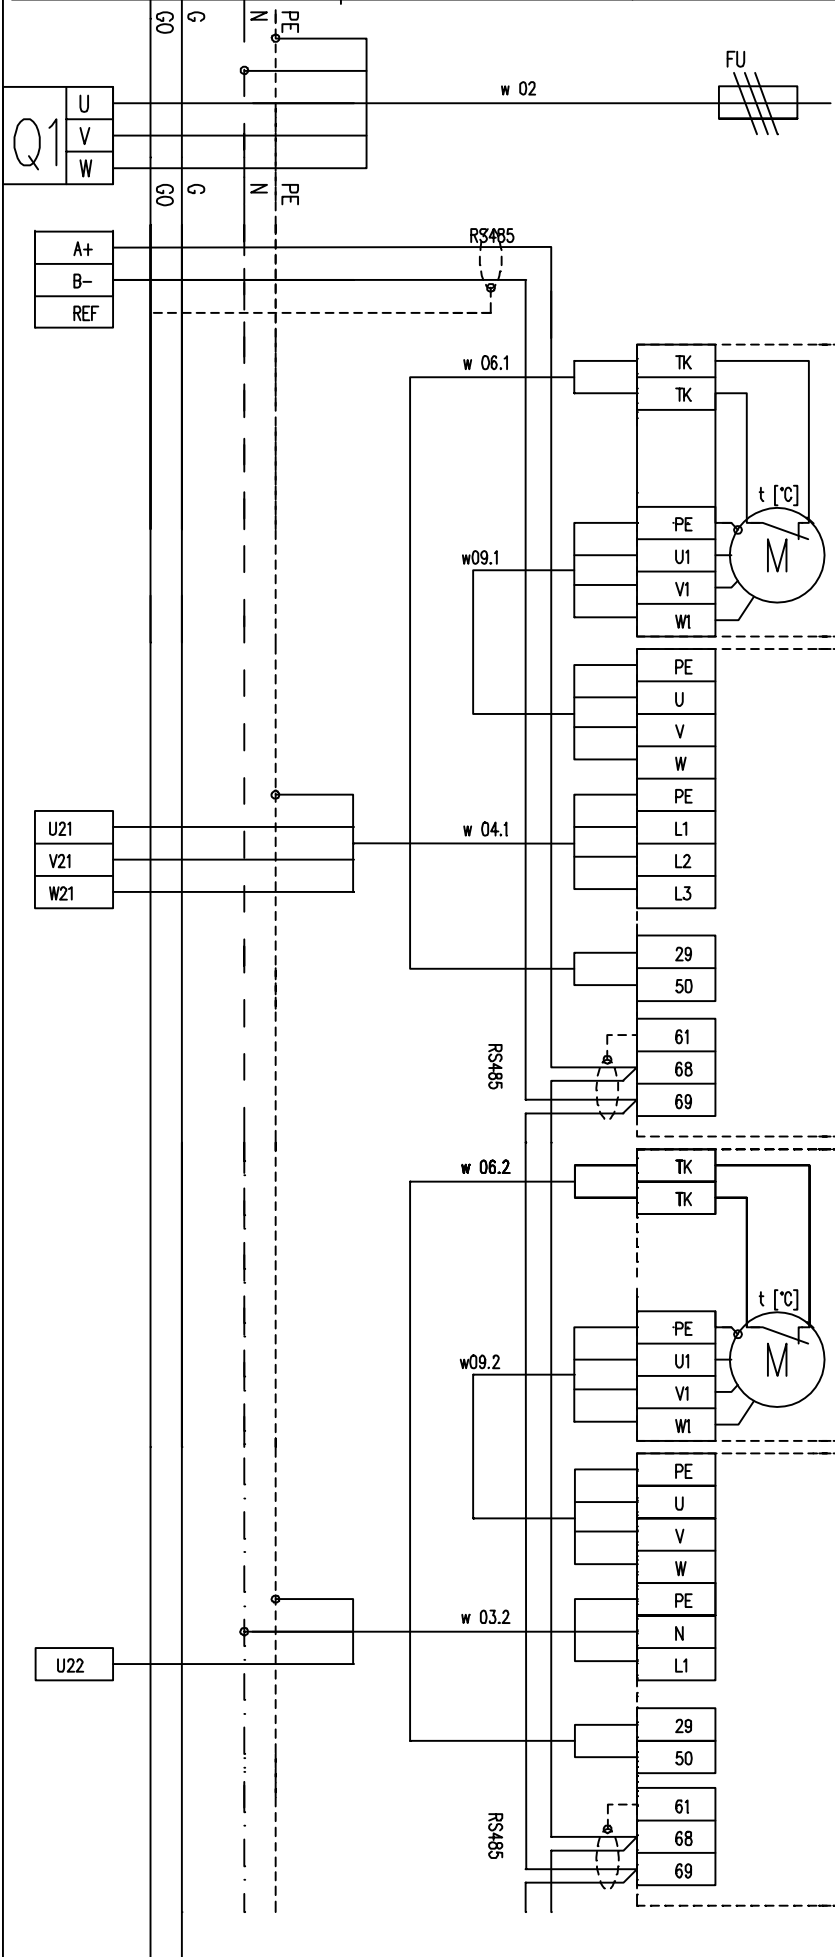 G0 G N PE
FU
w 02
Q1
U
V
W
G0 G N PE
RS485
A+
B-
REF
w 06.1
TK
TK
t [°C]
PE
M
U1
w09.1
V1
W1
PE
U
V
W
PE
U21
w 04.1
L1
V21
L2
W21
L3
29
50
61
RS485
68
69
w 06.2
TK
TK
t [°C]
PE
M
w09.2
U1
V1
W1
PE
U
V
W
PE
w 03.2
N
U22
L1
29
50
61
RS485
68
69